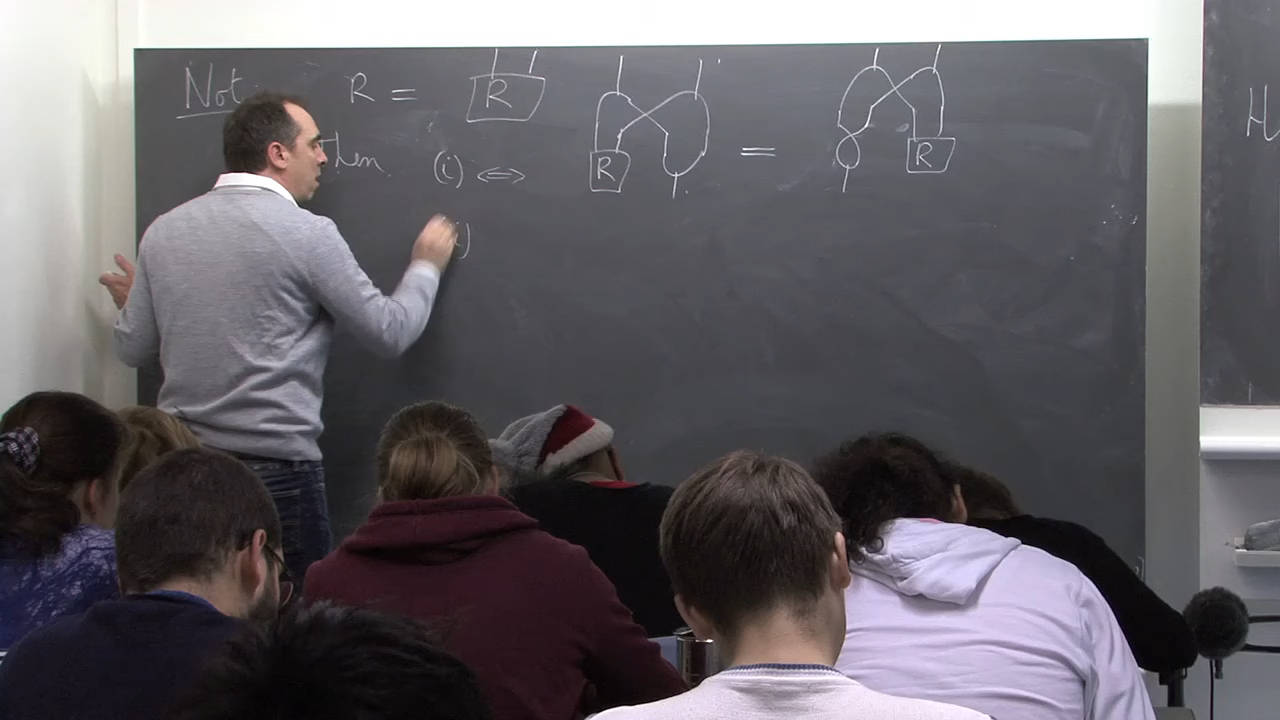 Not. R = R
Then (i) ⇔ R = R
i)
H